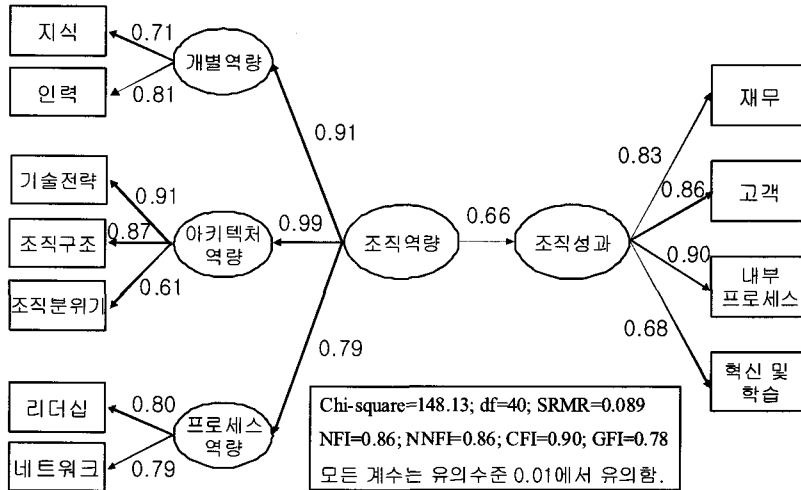 지식
0.71
개별역량
인력
0.81
0.91
재무
0.83
기술전략
0.91
0.86
고객
조직구조
0.87
아키텍처
역량
0.99
조직역량
0.66
조직성과
조직분위기
0.61
0.90
내부
프로세스
0.79
0.68
혁신 및
학습
리더십
0.80
프로세스
역량
네트워크
0.79
Chi-square=148.13; df=40; SRMR=0.089
NFI=0.86; NNFI=0.86; CFI=0.90; GFI=0.78
모든 계수는 유의수준 0.01에서 유의함.